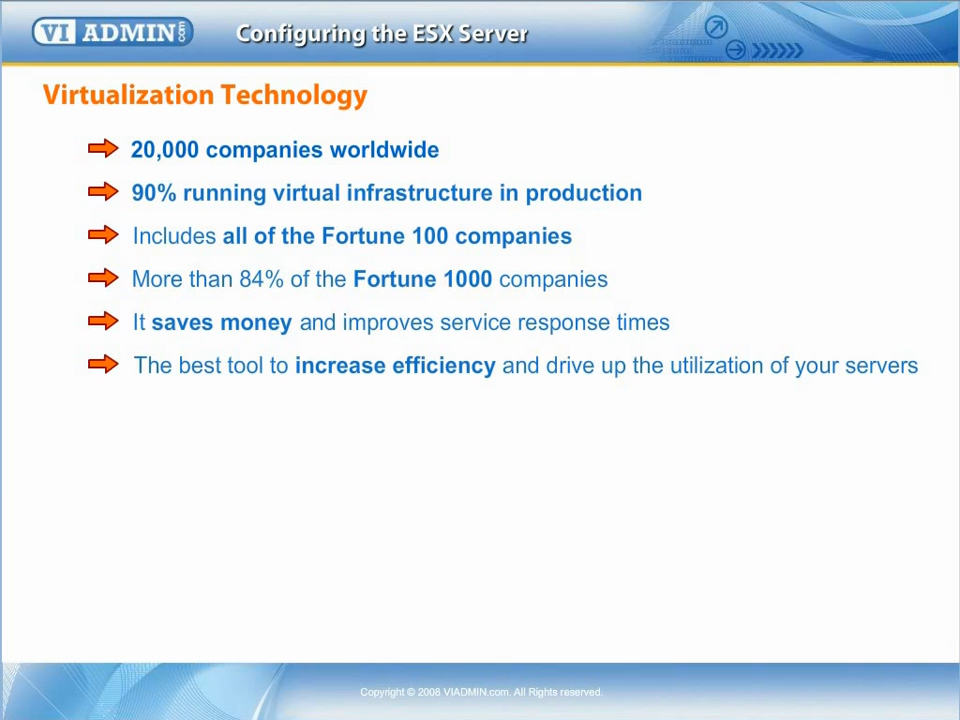 VI ADMIN.com
Configuring the ESX Server
Virtualization Technology
20,000 companies worldwide
90% running virtual infrastructure in production
Includes all of the Fortune 100 companies
More than 84% of the Fortune 1000 companies
It saves money and improves service response times
The best tool to increase efficiency and drive up the utilization of your servers
Copyright © 2008 VIADMIN.com. All Rights reserved.